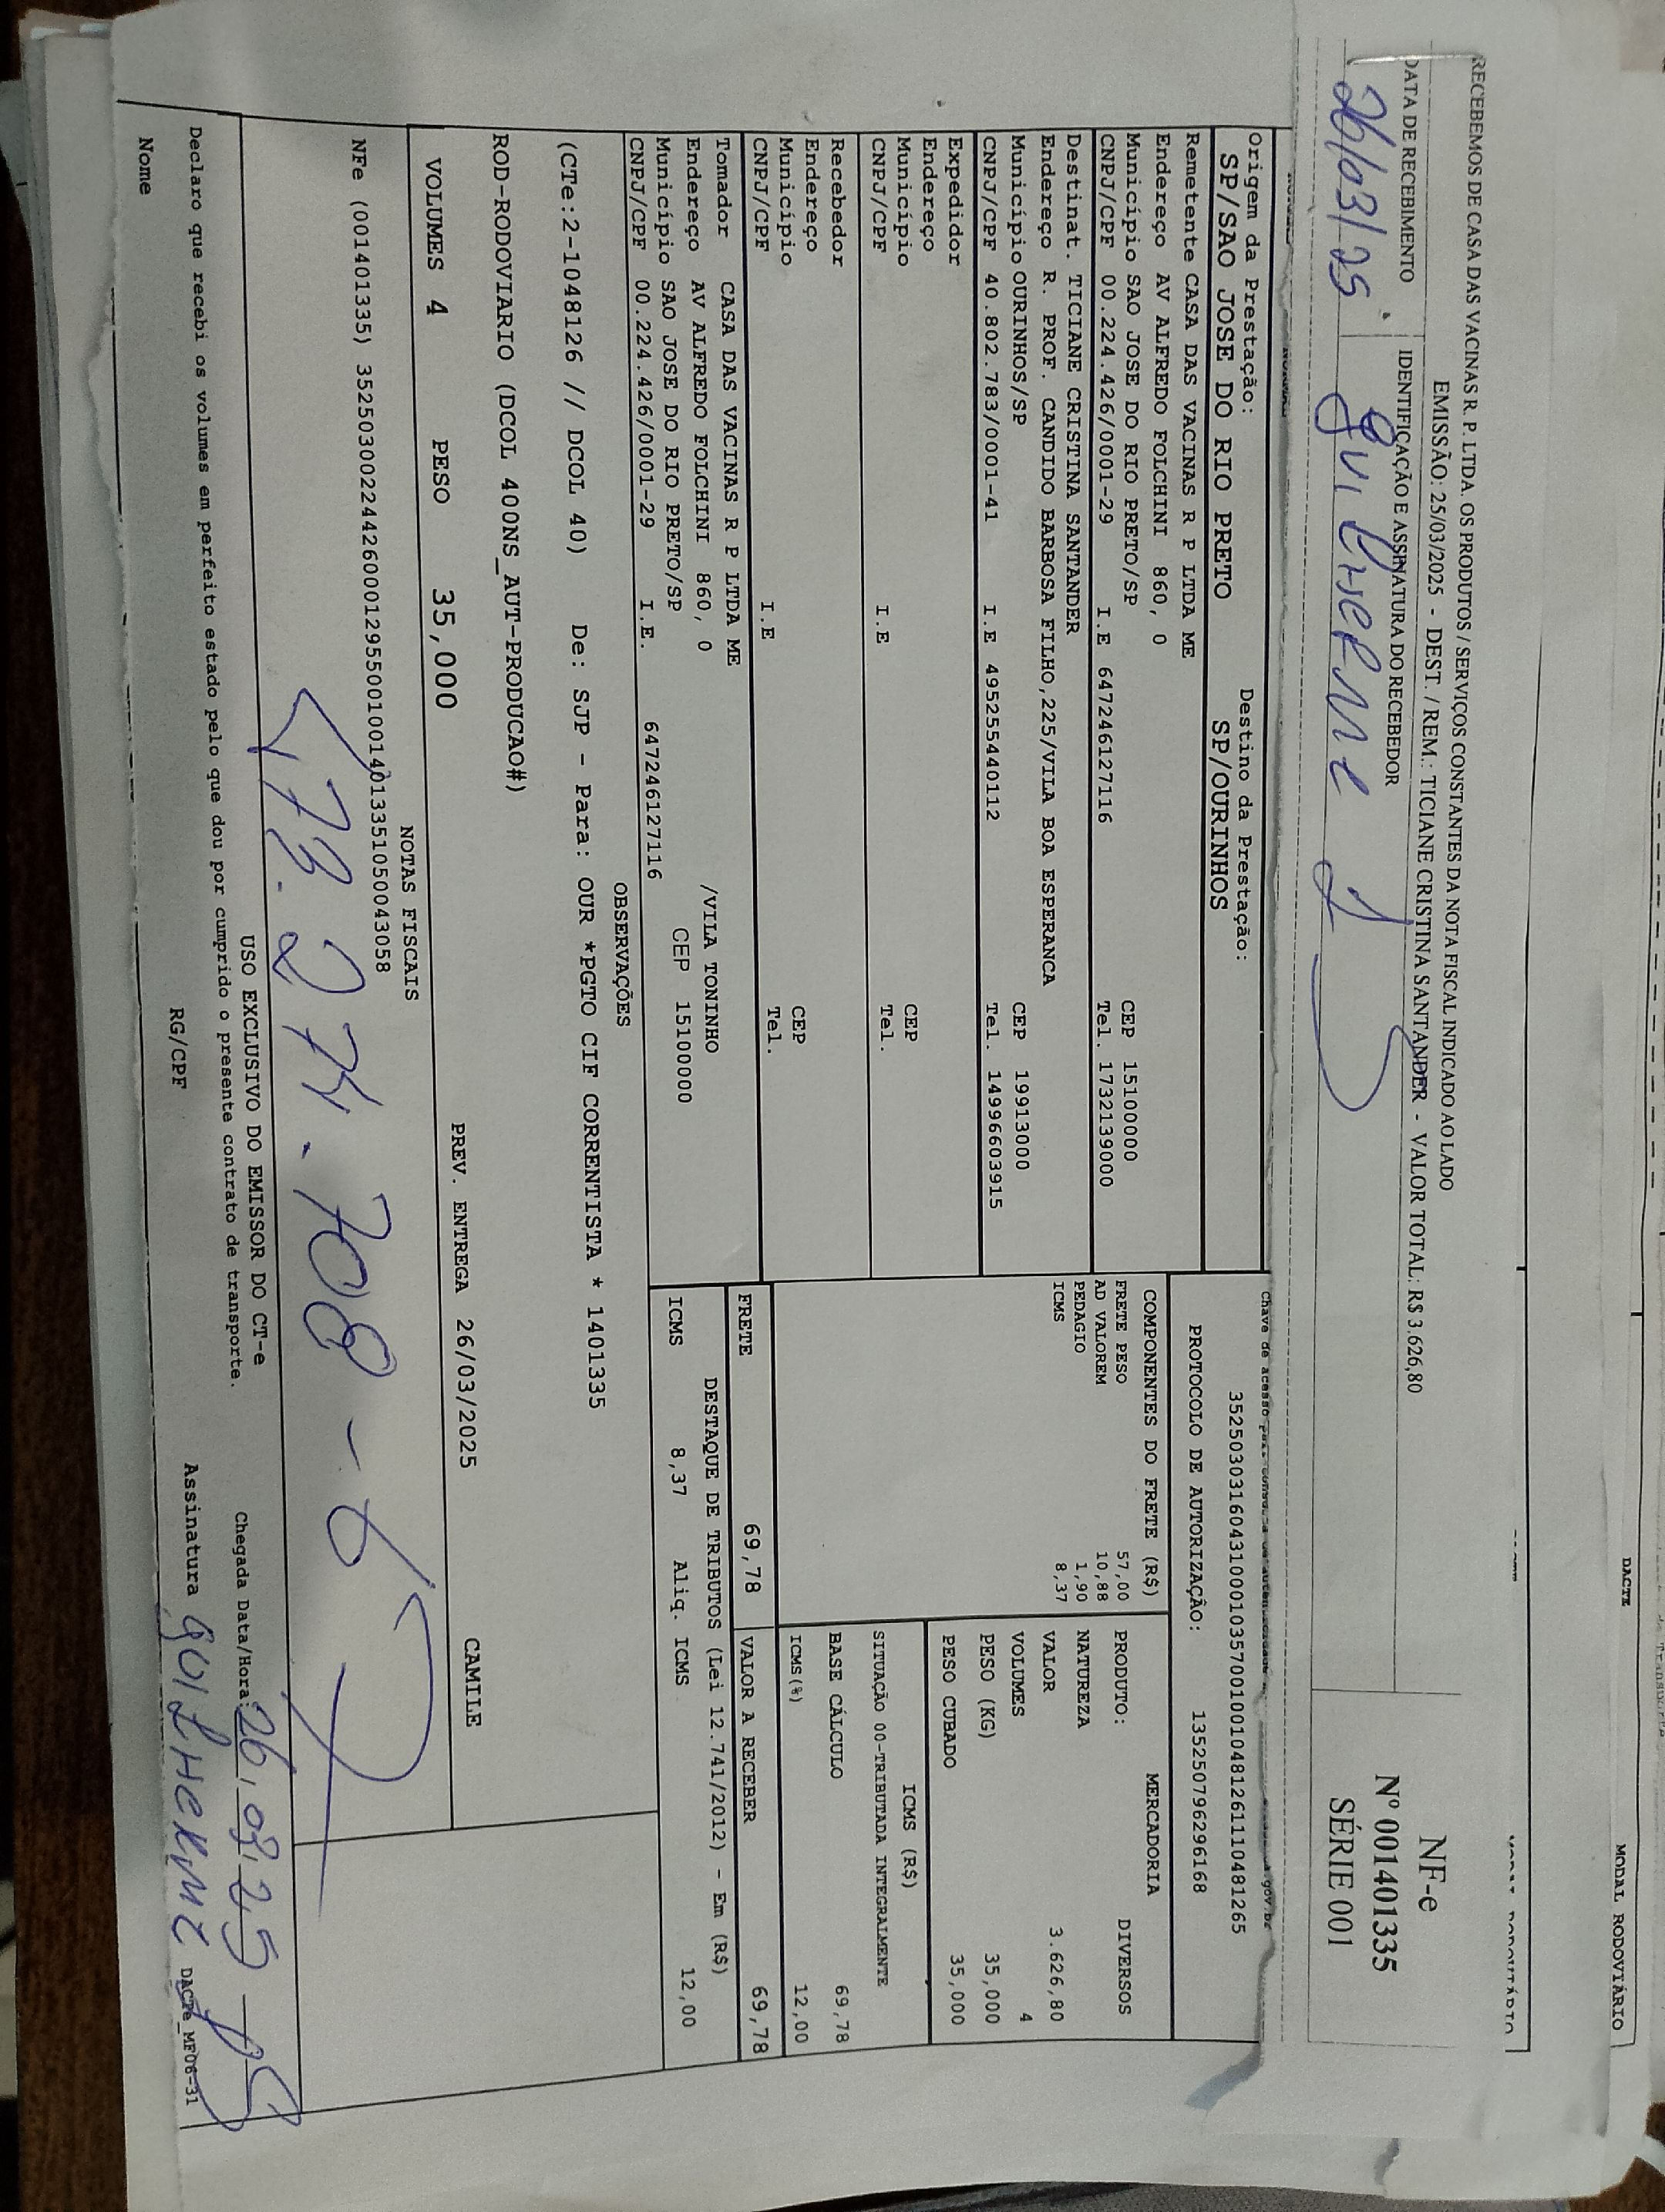 DACTE
MODAL RODOVIÁRIO
RECEBEMOS DE CASA DAS VACINAS R. P. LTDA. OS PRODUTOS / SERVIÇOS CONSTANTES DA NOTA FISCAL INDICADO AO LADO
EMISSÃO: 25/03/2025 - DEST. / REM.: TICIANE CRISTINA SANTANDER - VALOR TOTAL: R$ 3.626,80
DATA DE RECEBIMENTO
IDENTIFICAÇÃO E ASSINATURA DO RECEBEDOR
26/03/25
Guilherme
NF-e
Nº 001401335
SÉRIE 001
Origem da Prestação:
SP/SAO JOSE DO RIO PRETO
Destino da Prestação:
SP/OURINHOS
Chave de acesso para
35250303160431000103570010010481261110481265
PROTOCOLO DE AUTORIZAÇÃO: 135250796296168
Remetente CASA DAS VACINAS R P LTDA ME
Endereço AV ALFREDO FOLCHINI 860, 0
Município SAO JOSE DO RIO PRETO/SP CEP 15100000
CNPJ/CPF 00.224.426/0001-29 I.E 647246127116 Tel. 1732139000
Destinat. TICIANE CRISTINA SANTANDER
Endereço R. PROF. CANDIDO BARBOSA FILHO,225/VILA BOA ESPERANCA
Município OURINHOS/SP CEP 19913000
CNPJ/CPF 40.802.783/0001-41 I.E 495255440112 Tel. 14996603915
Expedidor
Endereço
Município CEP
CNPJ/CPF I.E Tel.
Recebedor
Endereço
Município CEP
CNPJ/CPF I.E Tel.
Tomador CASA DAS VACINAS R P LTDA ME
Endereço AV ALFREDO FOLCHINI 860, 0 /VILA TONINHO
Município SAO JOSE DO RIO PRETO/SP CEP 15100000
CNPJ/CPF 00.224.426/0001-29 I.E. 647246127116
COMPONENTES DO FRETE (R$)
FRETE PESO 57,00
AD VALOREM 10,88
PEDAGIO 1,90
ICMS 8,37
MERCADORIA
PRODUTO: DIVERSOS
NATUREZA
VALOR 3.626,80
VOLUMES 4
PESO (KG) 35,000
PESO CUBADO 35,000
ICMS (R$)
SITUAÇÃO 00-TRIBUTADA INTEGRALMENTE
BASE CÁLCULO 69,78
ICMS(%) 12,00
FRETE 69,78
VALOR A RECEBER 69,78
DESTAQUE DE TRIBUTOS (Lei 12.741/2012) - Em (R$)
ICMS 8,37 Aliq. ICMS 12,00
OBSERVAÇÕES
(CTe:2-1048126 // DCOL 40) De: SJP - Para: OUR *PGTO CIF CORRENTISTA * 1401335
ROD-RODOVIARIO (DCOL 400NS_AUT-PRODUCAO#)
VOLUMES 4 PESO 35,000 PREV. ENTREGA 26/03/2025 CAMILE
NOTAS FISCAIS
NFe (001401335) 35250300224426000129550010014013351050043058
USO EXCLUSIVO DO EMISSOR DO CT-e
Declaro que recebi os volumes em perfeito estado pelo que dou por cumprido o presente contrato de transporte.
Chegada Data/Hora: 26.03.25
Nome RG/CPF Assinatura GUILHERME
DACTe_MF06-31